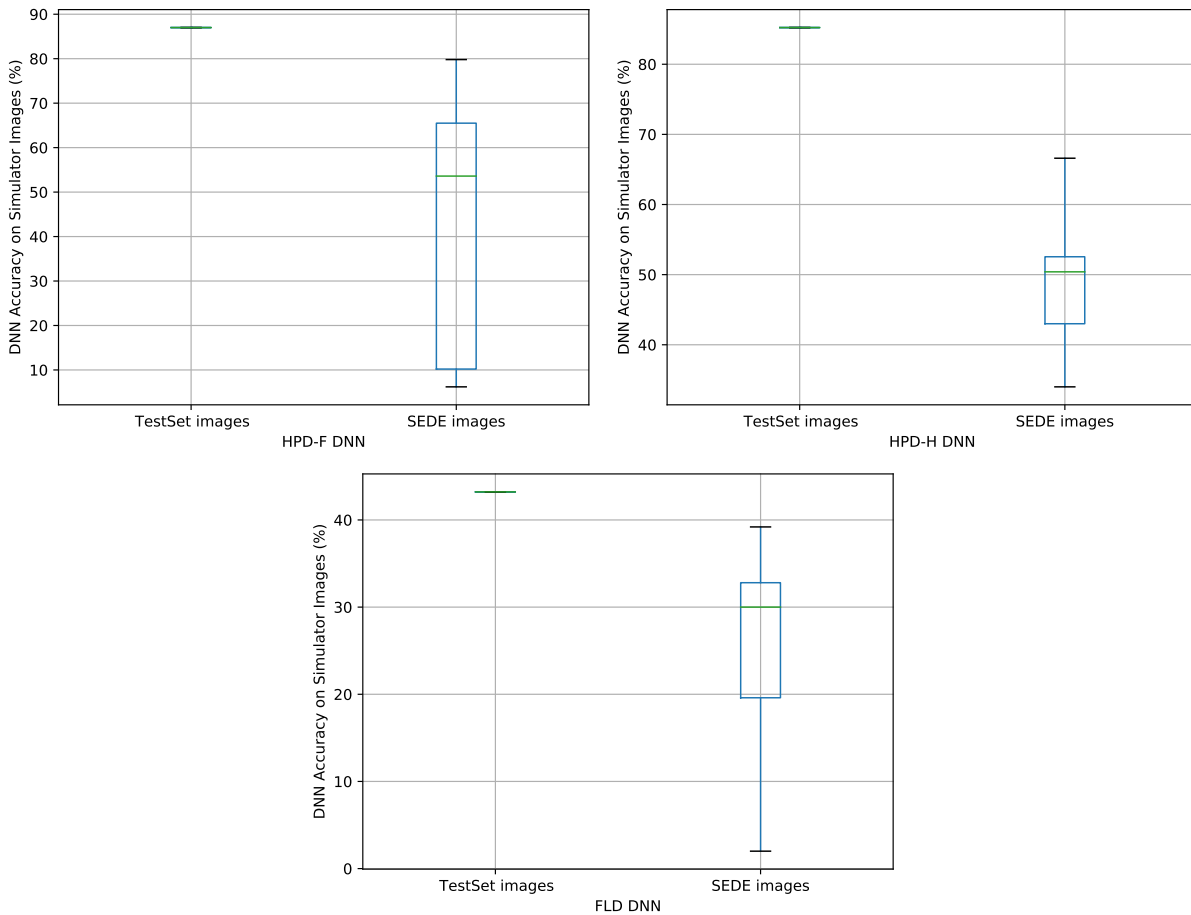 DNN Accuracy on Simulator Images (%)
90
80
70
60
50
40
30
20
10
TestSet images
SEDE images
HPD-F DNN
DNN Accuracy on Simulator Images (%)
80
70
60
50
40
TestSet images
SEDE images
HPD-H DNN
DNN Accuracy on Simulator Images (%)
40
30
20
10
0
TestSet images
SEDE images
FLD DNN